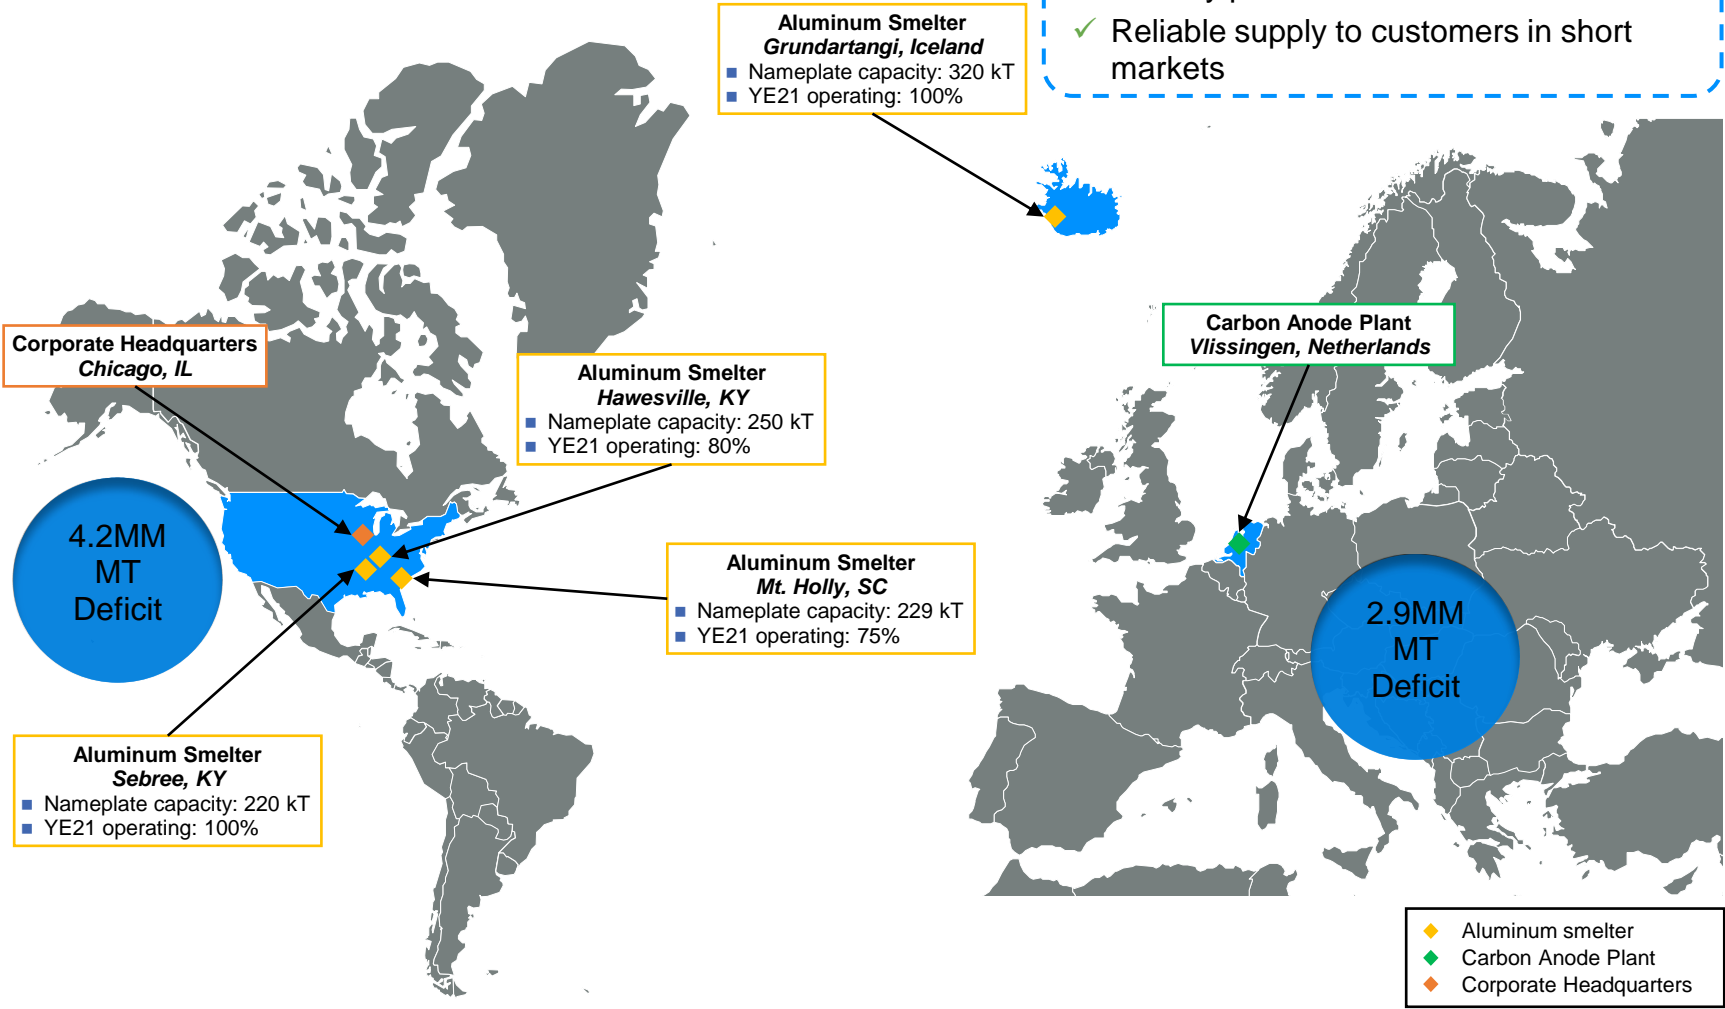 Aluminum Smelter
Grundartangi, Iceland
Nameplate capacity: 320 kT
YE21 operating: 100%
✓ Reliable supply to customers in short
markets
Corporate Headquarters
Chicago, IL
Aluminum Smelter
Hawesville, KY
Nameplate capacity: 250 kT
YE21 operating: 80%
Carbon Anode Plant
Vlissingen, Netherlands
4.2MM
MT
Deficit
Aluminum Smelter
Mt. Holly, SC
Nameplate capacity: 229 kT
YE21 operating: 75%
2.9MM
MT
Deficit
Aluminum Smelter
Sebree, KY
Nameplate capacity: 220 kT
YE21 operating: 100%
Aluminum smelter
Carbon Anode Plant
Corporate Headquarters